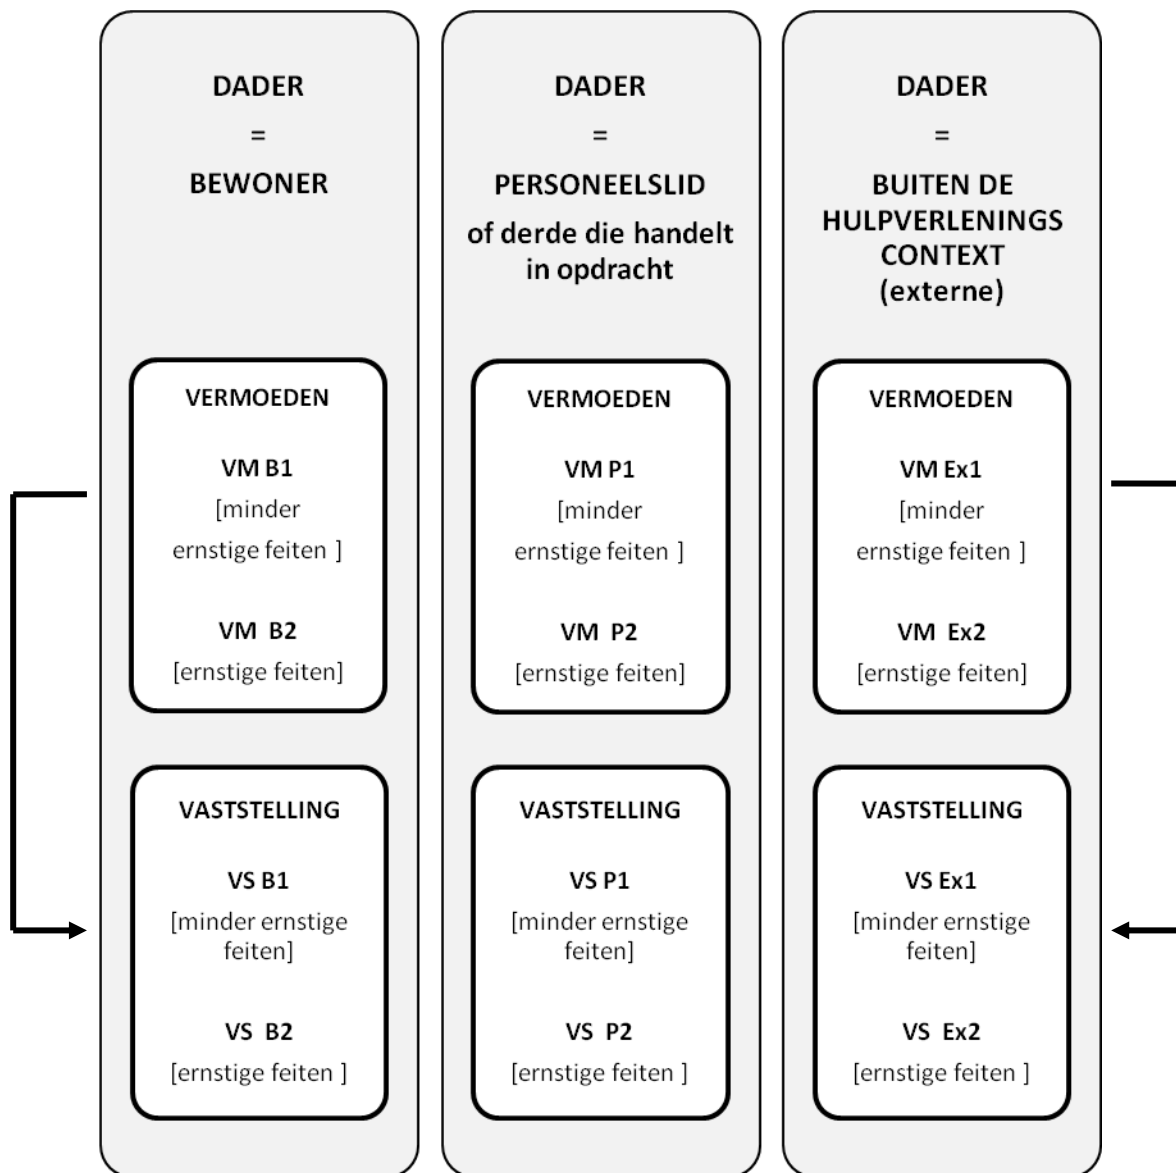 DADER
=
BEWONER
VERMOEDEN
VM B1
[minder
ernstige feiten ]
VM B2
[ernstige feiten]
VASTSTELLING
VS B1
[minder ernstige
feiten]
VS B2
[ernstige feiten ]
DADER
=
PERSONEELSLID
of derde die handelt
in opdracht
VERMOEDEN
VM P1
[minder
ernstige feiten ]
VM P2
[ernstige feiten]
VASTSTELLING
VS P1
[minder ernstige
feiten]
VS P2
[ernstige feiten ]
DADER
=
BUITEN DE
HULPVERLENINGS
CONTEXT
(externe)
VERMOEDEN
VM Ex1
[minder
ernstige feiten ]
VM Ex2
[ernstige feiten]
VASTSTELLING
VS Ex1
[minder ernstige
feiten]
VS Ex2
[ernstige feiten ]